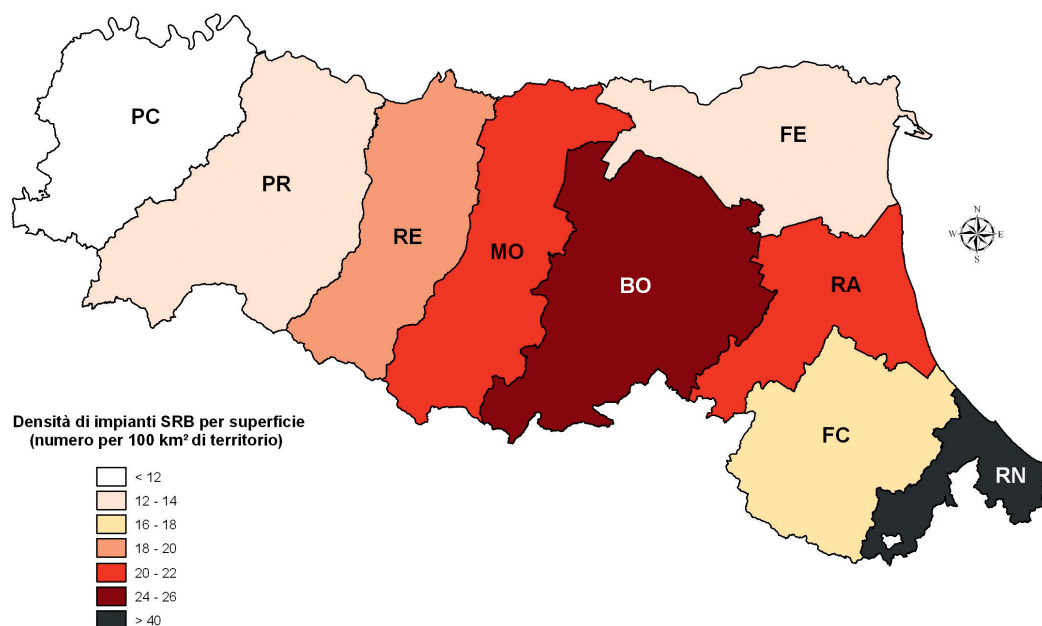 PC
PR
RE
MO
BO
FE
RA
FC
RN
N
W E
S
Densità di impianti SRB per superficie
(numero per 100 km² di territorio)
< 12
12 - 14
16 - 18
18 - 20
20 - 22
24 - 26
> 40